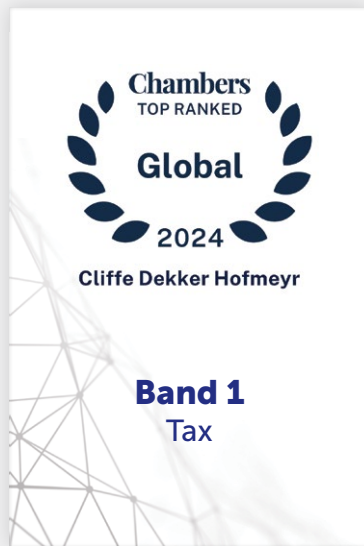 Chambers
TOP RANKED
Global
2024
Cliffe Dekker Hofmeyr
Band 1
Tax